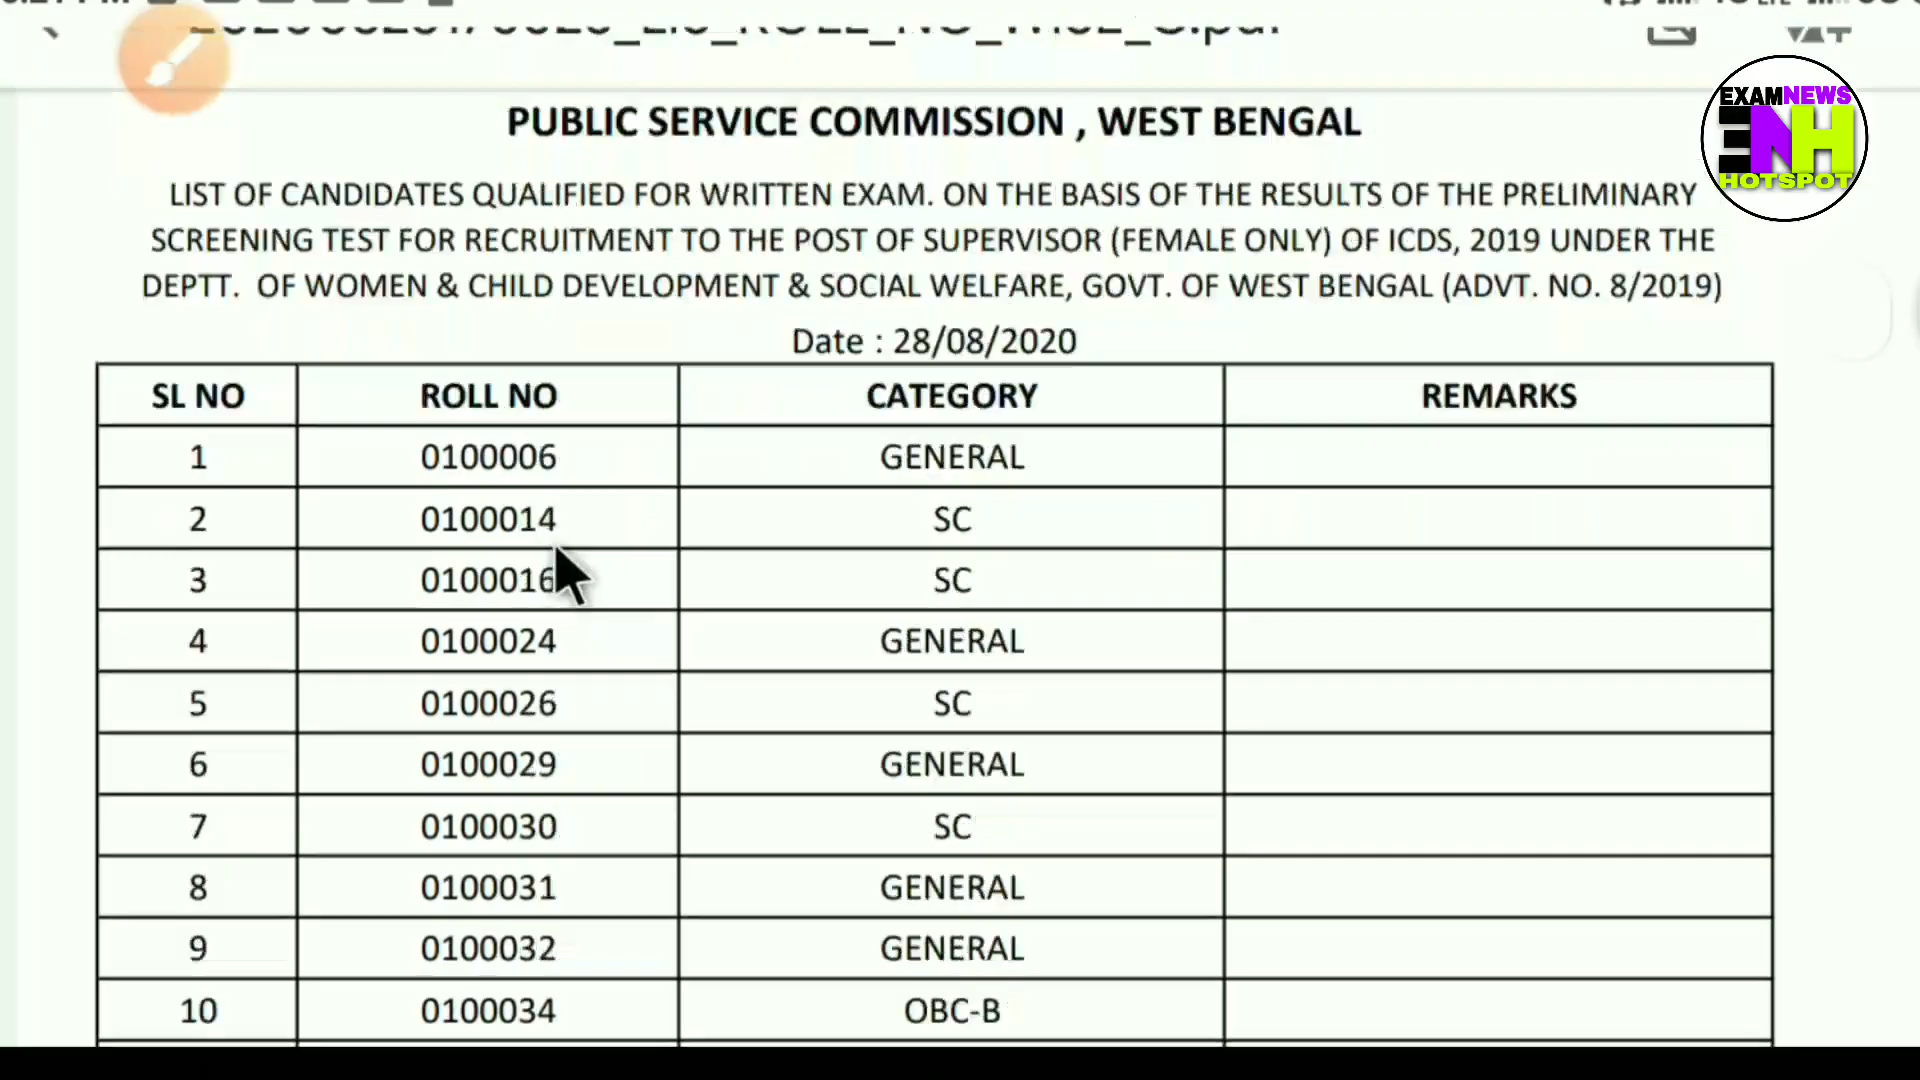 EXAMNEWS
ENH
HOTSPOT
PUBLIC SERVICE COMMISSION , WEST BENGAL
LIST OF CANDIDATES QUALIFIED FOR WRITTEN EXAM. ON THE BASIS OF THE RESULTS OF THE PRELIMINARY
SCREENING TEST FOR RECRUITMENT TO THE POST OF SUPERVISOR (FEMALE ONLY) OF ICDS, 2019 UNDER THE
DEPTT. OF WOMEN & CHILD DEVELOPMENT & SOCIAL WELFARE, GOVT. OF WEST BENGAL (ADVT. NO. 8/2019)
Date : 28/08/2020
SL NO ROLL NO CATEGORY REMARKS
1 0100006 GENERAL
2 0100014 SC
3 0100016 SC
4 0100024 GENERAL
5 0100026 SC
6 0100029 GENERAL
7 0100030 SC
8 0100031 GENERAL
9 0100032 GENERAL
10 0100034 OBC-B